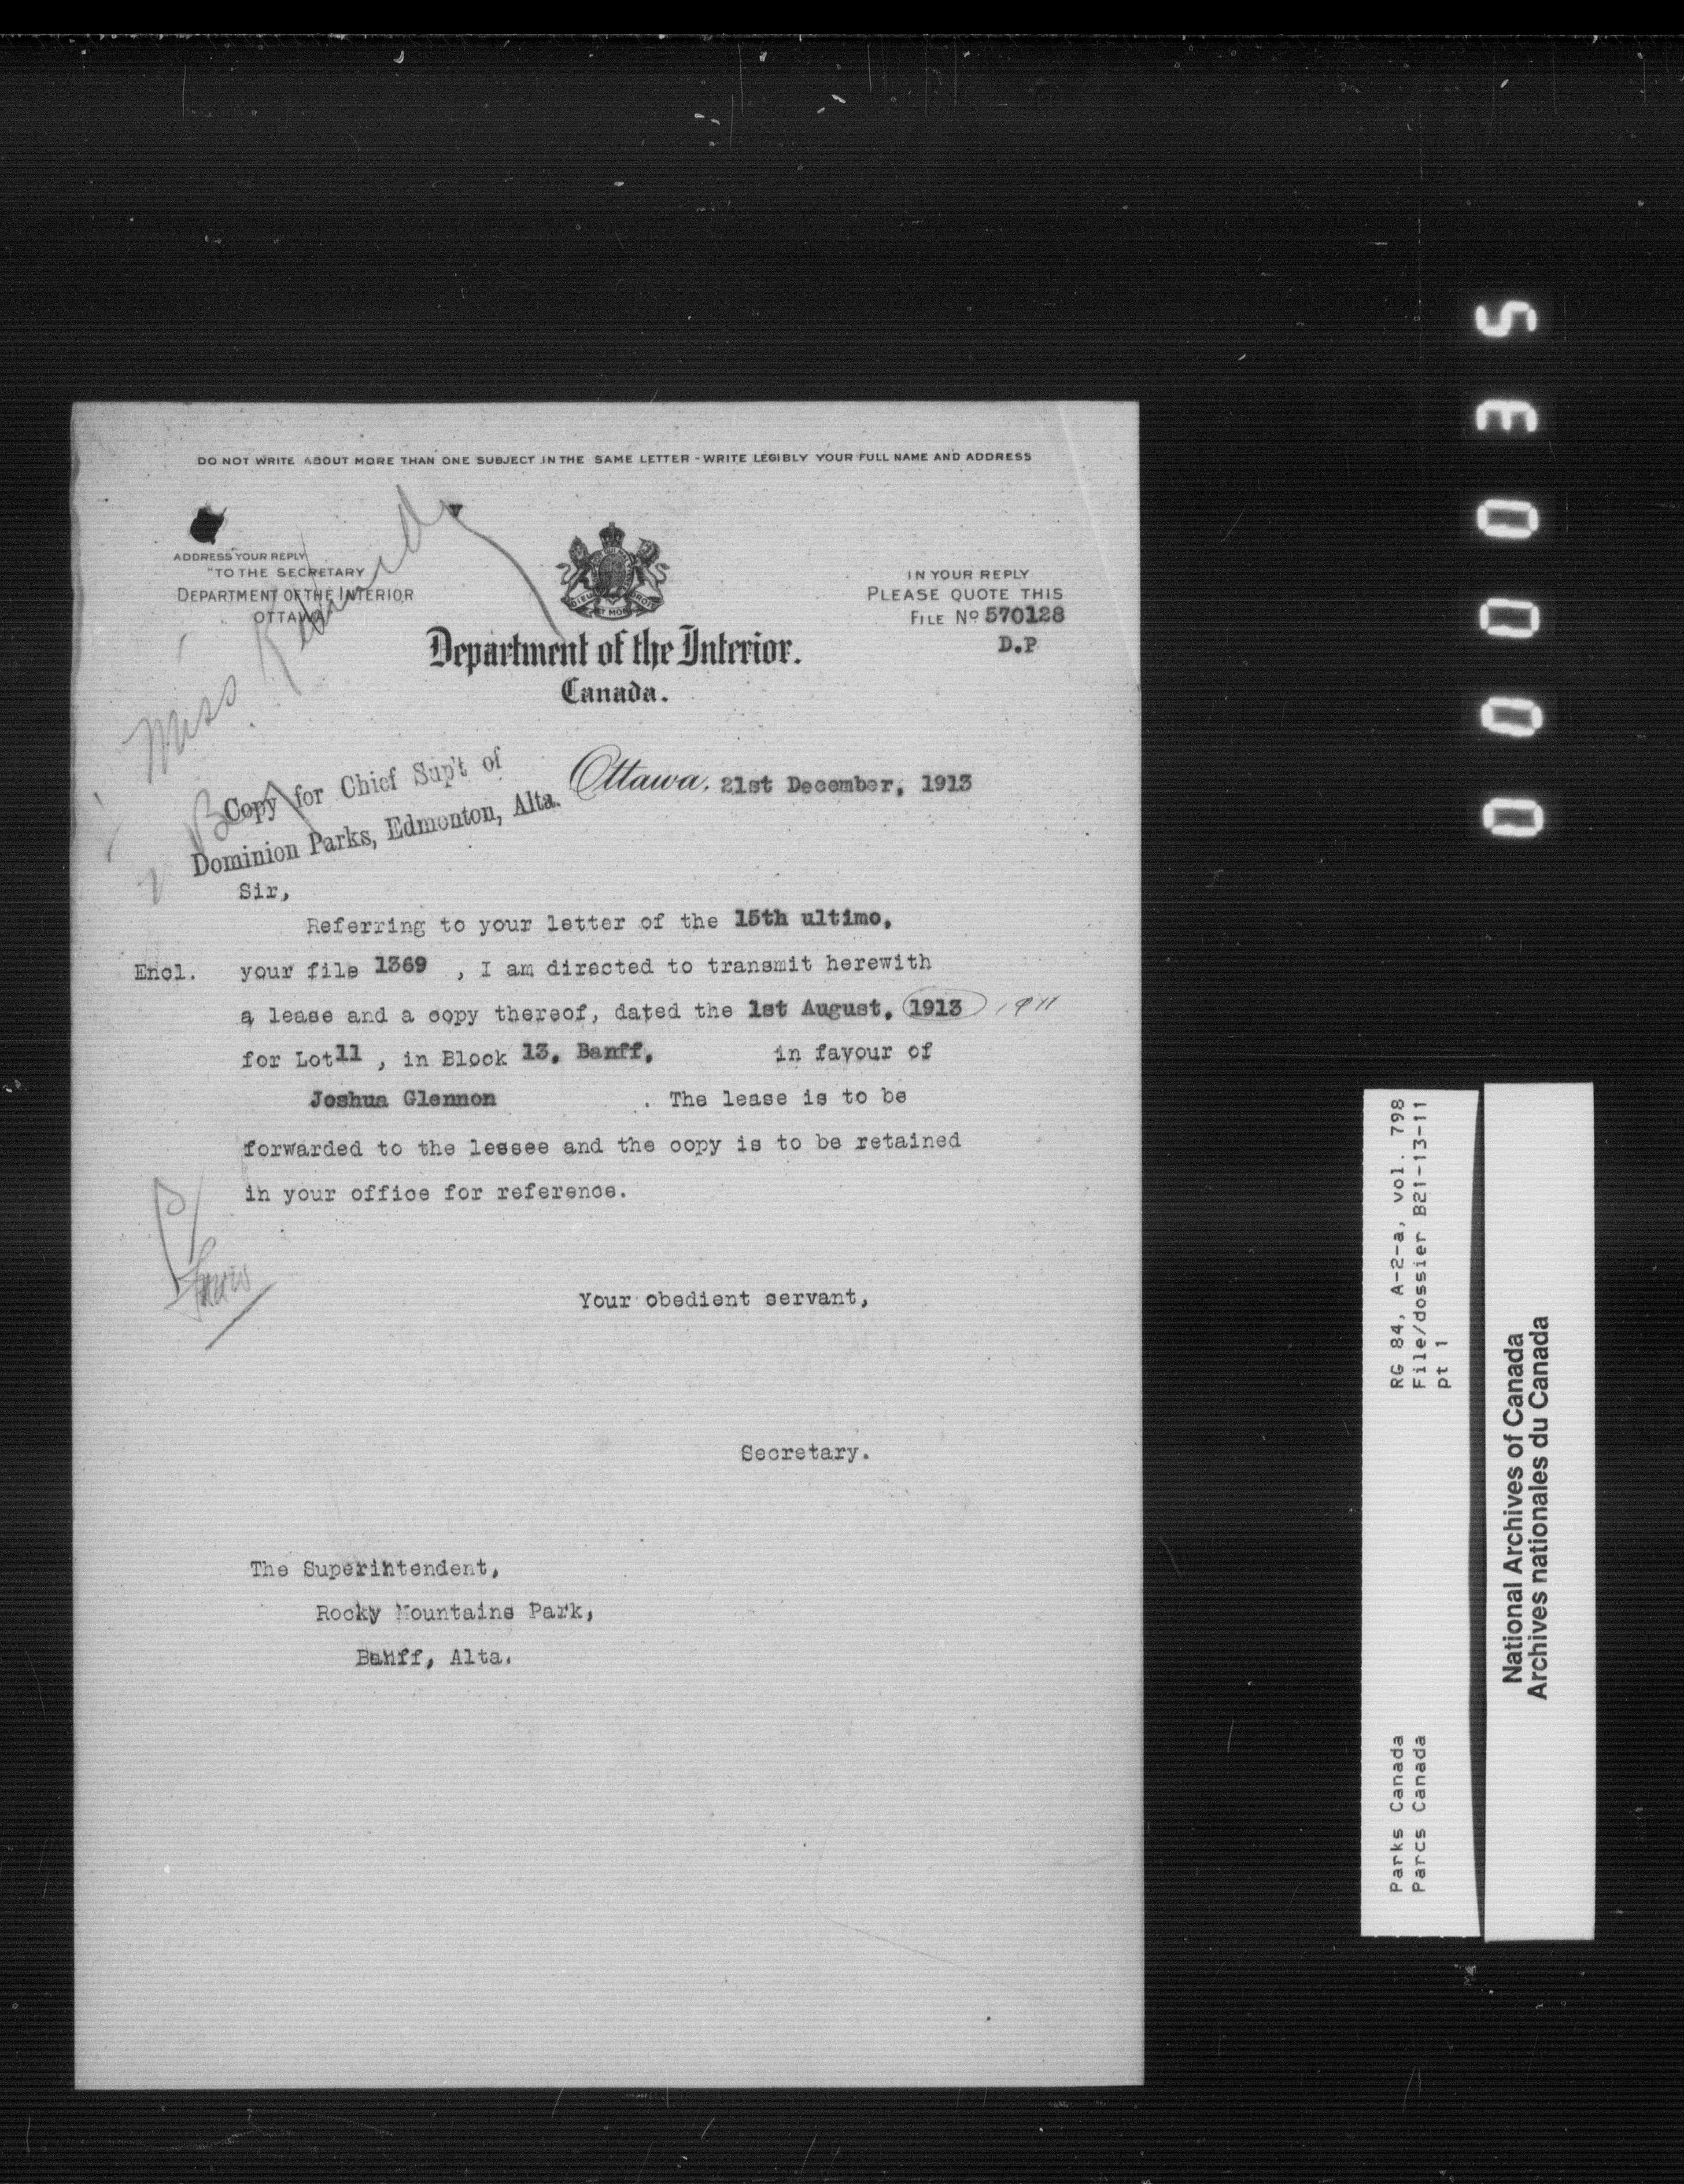 DO NOT WRITE ABOUT MORE THAN ONE SUBJECT IN THE SAME LETTER - WRITE LEGIBLY YOUR FULL NAME AND ADDRESS
ADDRESS YOUR REPLY
"TO THE SECRETARY
DEPARTMENT OF THE INTERIOR
OTTAWA
IN YOUR REPLY
PLEASE QUOTE THIS
FILE No 570128
D.P
DIEU ET MON DROIT
Department of the Interior.
Canada.
Miss
Copy for Chief Sup't of
Dominion Parks, Edmonton, Alta.
Ottawa, 21st December, 1913
Sir,
Referring to your letter of the 15th ultimo,
Encl. your file 1369 , I am directed to transmit herewith
a lease and a copy thereof, dated the 1st August, 1913 1911
for Lot 11 , in Block 13, Banff, in favour of
Joshua Glennon . The lease is to be
forwarded to the lessee and the copy is to be retained
in your office for reference.
Your obedient servant,
Secretary.
The Superintendent,
Rocky Mountains Park,
Banff, Alta.
000035
RG 84, A-2-a, vol. 798
File/dossier B21-13-11
pt 1
Parks Canada
Parcs Canada
National Archives of Canada
Archives nationales du Canada